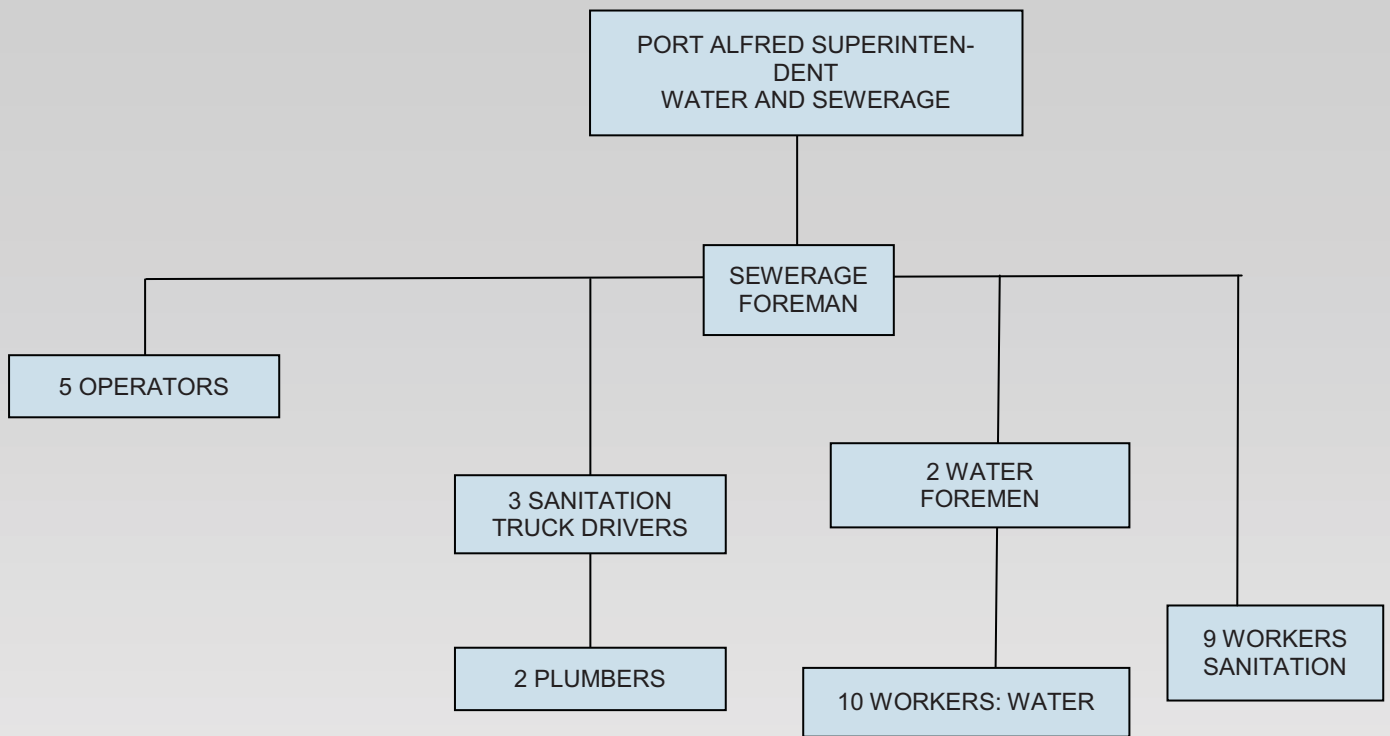 PORT ALFRED SUPERINTEN-
DENT
WATER AND SEWERAGE
SEWERAGE
FOREMAN
5 OPERATORS
3 SANITATION
TRUCK DRIVERS
2 PLUMBERS
2 WATER
FOREMEN
10 WORKERS: WATER
9 WORKERS
SANITATION